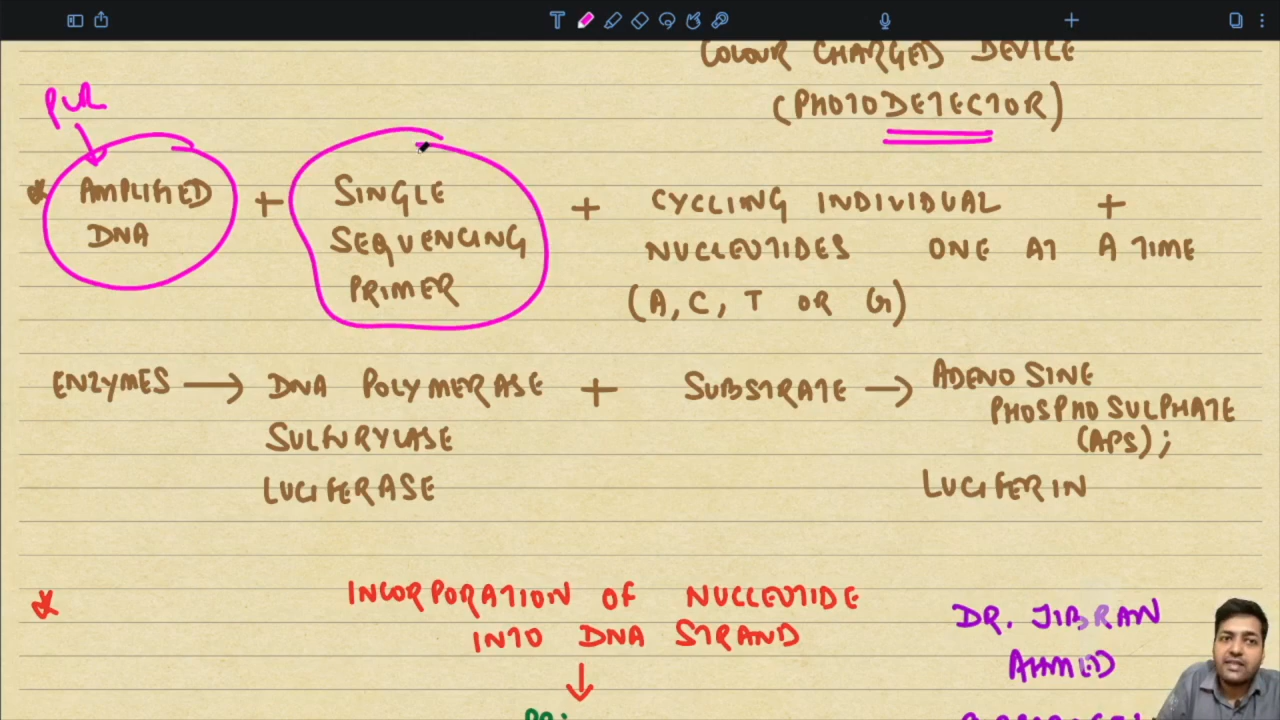 COLOUR CHARGED DEVICE
(PHOTODETECTOR)
PCR
* AMPLIFIED DNA + SINGLE SEQUENCING PRIMER + CYCLING INDIVIDUAL NUCLEOTIDES ONE AT A TIME +
(A, C, T OR G)
ENZYMES → DNA POLYMERASE + SUBSTRATE → ADENOSINE
PHOSPHOSULPHATE
(APS);
SULFURYLASE
LUCIFERASE
LUCIFERIN
* INCORPORATION OF NUCLEOTIDE
INTO DNA STRAND
↓
DR. JIBRAN
AHMED